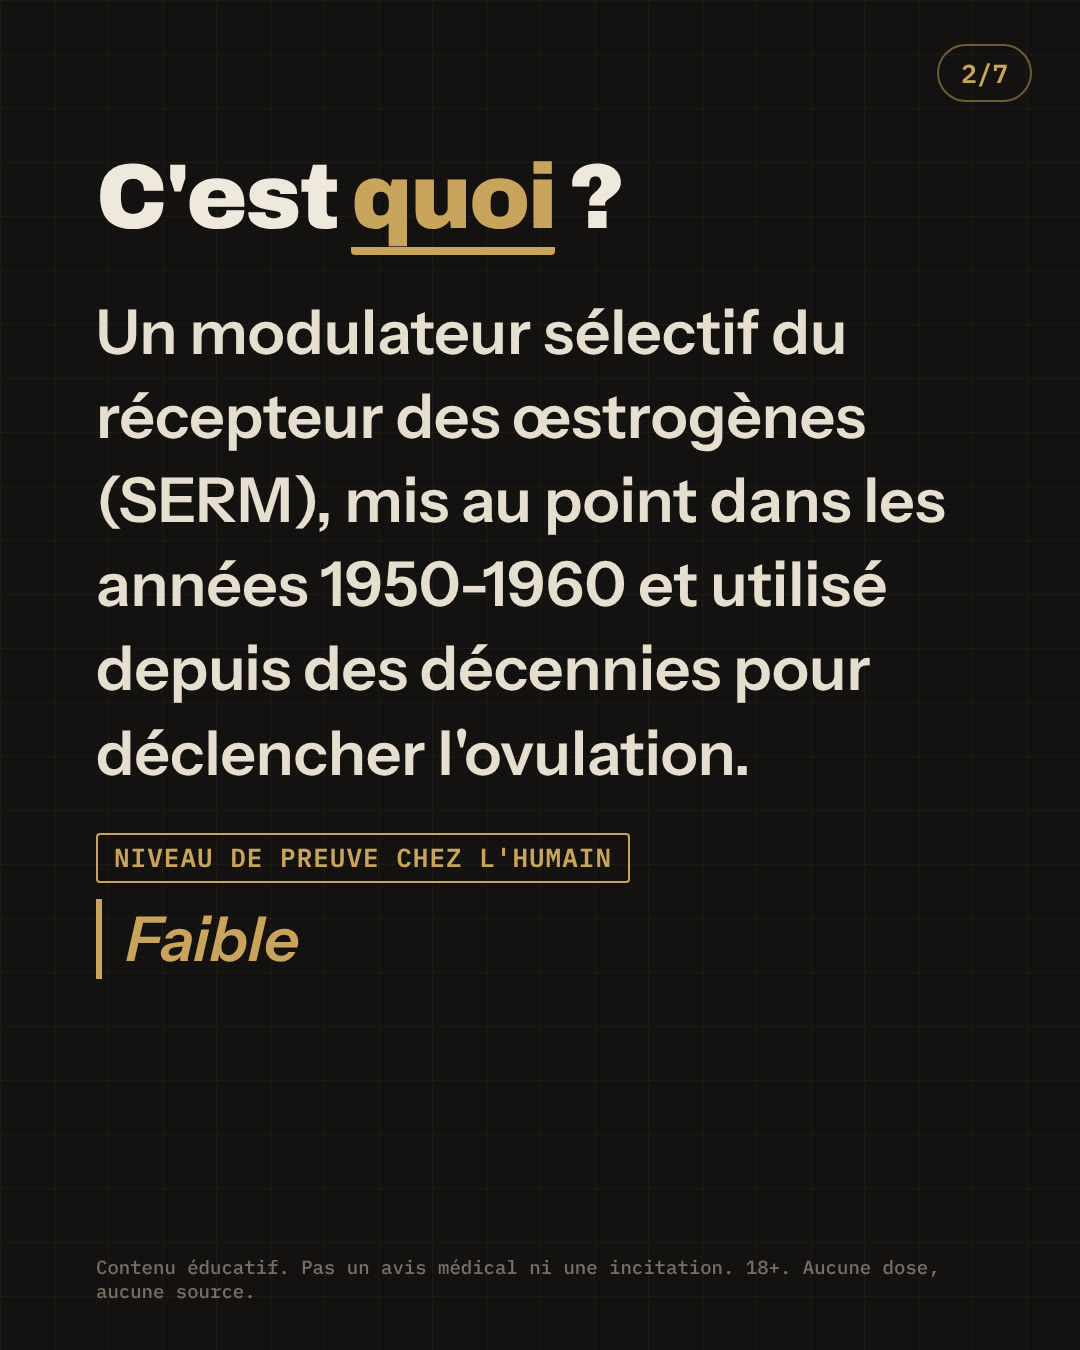 2/7
C'est quoi ?
Un modulateur sélectif du
récepteur des œstrogènes
(SERM), mis au point dans les
années 1950-1960 et utilisé
depuis des décennies pour
déclencher l'ovulation.
NIVEAU DE PREUVE CHEZ L'HUMAIN
Faible
Contenu éducatif. Pas un avis médical ni une incitation. 18+. Aucune dose,
aucune source.